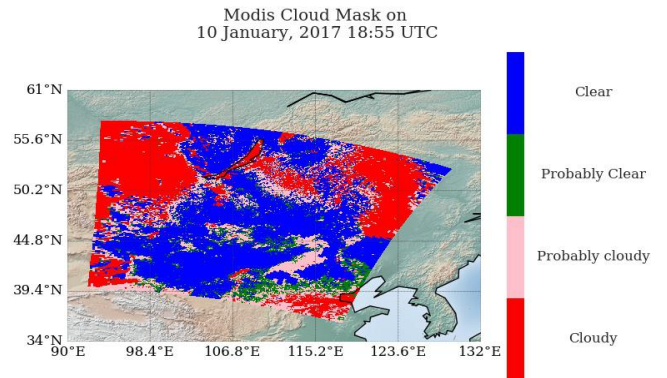 Modis Cloud Mask on
10 January, 2017 18:55 UTC
61°N
55.6°N
50.2°N
44.8°N
39.4°N
34°N
90°E
98.4°E
106.8°E
115.2°E
123.6°E
132°E
Clear
Probably Clear
Probably cloudy
Cloudy